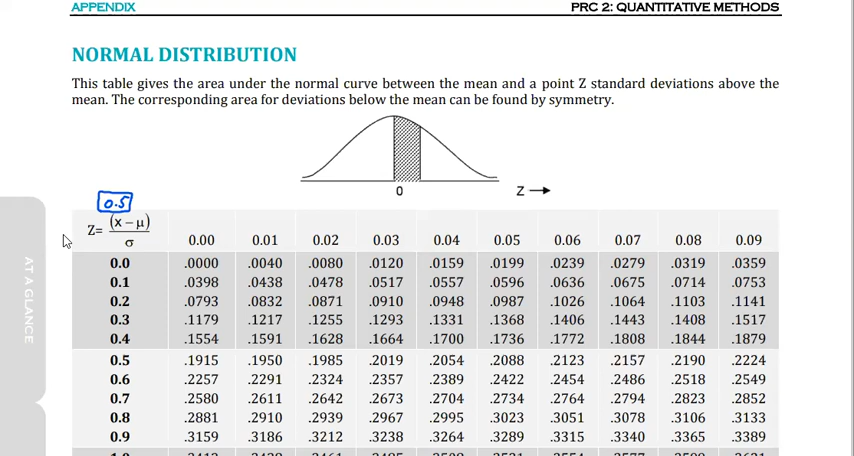 APPENDIX PRC 2: QUANTITATIVE METHODS
NORMAL DISTRIBUTION
This table gives the area under the normal curve between the mean and a point Z standard deviations above the
mean. The corresponding area for deviations below the mean can be found by symmetry.
0 Z
0.5
AT A GLANCE
Z= (x – μ)
σ 0.00 0.01 0.02 0.03 0.04 0.05 0.06 0.07 0.08 0.09
0.0 .0000 .0040 .0080 .0120 .0159 .0199 .0239 .0279 .0319 .0359
0.1 .0398 .0438 .0478 .0517 .0557 .0596 .0636 .0675 .0714 .0753
0.2 .0793 .0832 .0871 .0910 .0948 .0987 .1026 .1064 .1103 .1141
0.3 .1179 .1217 .1255 .1293 .1331 .1368 .1406 .1443 .1408 .1517
0.4 .1554 .1591 .1628 .1664 .1700 .1736 .1772 .1808 .1844 .1879
0.5 .1915 .1950 .1985 .2019 .2054 .2088 .2123 .2157 .2190 .2224
0.6 .2257 .2291 .2324 .2357 .2389 .2422 .2454 .2486 .2518 .2549
0.7 .2580 .2611 .2642 .2673 .2704 .2734 .2764 .2794 .2823 .2852
0.8 .2881 .2910 .2939 .2967 .2995 .3023 .3051 .3078 .3106 .3133
0.9 .3159 .3186 .3212 .3238 .3264 .3289 .3315 .3340 .3365 .3389